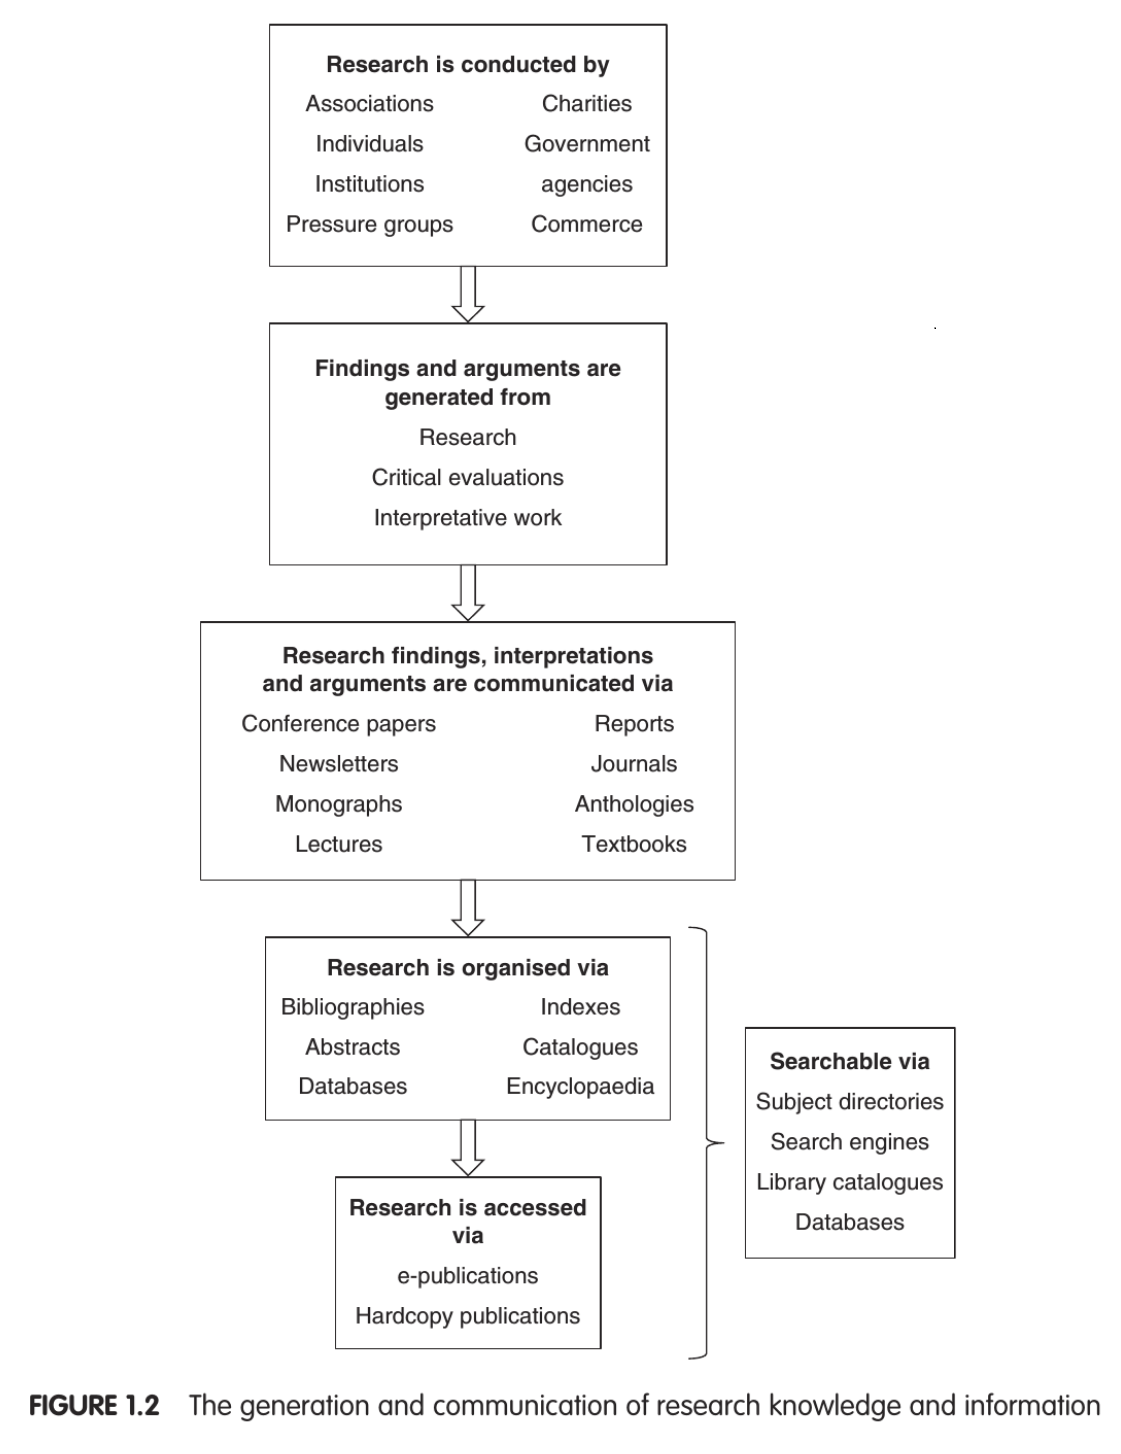 Research is conducted by
Associations Charities
Individuals Government
Institutions agencies
Pressure groups Commerce
Findings and arguments are
generated from
Research
Critical evaluations
Interpretative work
Research findings, interpretations
and arguments are communicated via
Conference papers Reports
Newsletters Journals
Monographs Anthologies
Lectures Textbooks
Research is organised via
Bibliographies Indexes
Abstracts Catalogues
Databases Encyclopaedia
Searchable via
Subject directories
Search engines
Library catalogues
Databases
Research is accessed
via
e-publications
Hardcopy publications
FIGURE 1.2 The generation and communication of research knowledge and information